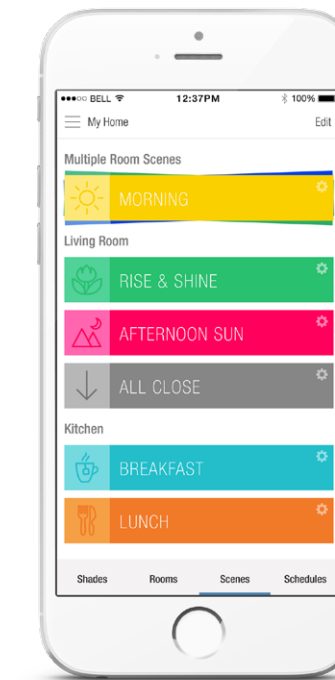 BELL 12:37PM 100%
My Home Edit
Multiple Room Scenes
MORNING
Living Room
RISE & SHINE
AFTERNOON SUN
ALL CLOSE
Kitchen
BREAKFAST
LUNCH
Shades Rooms Scenes Schedules